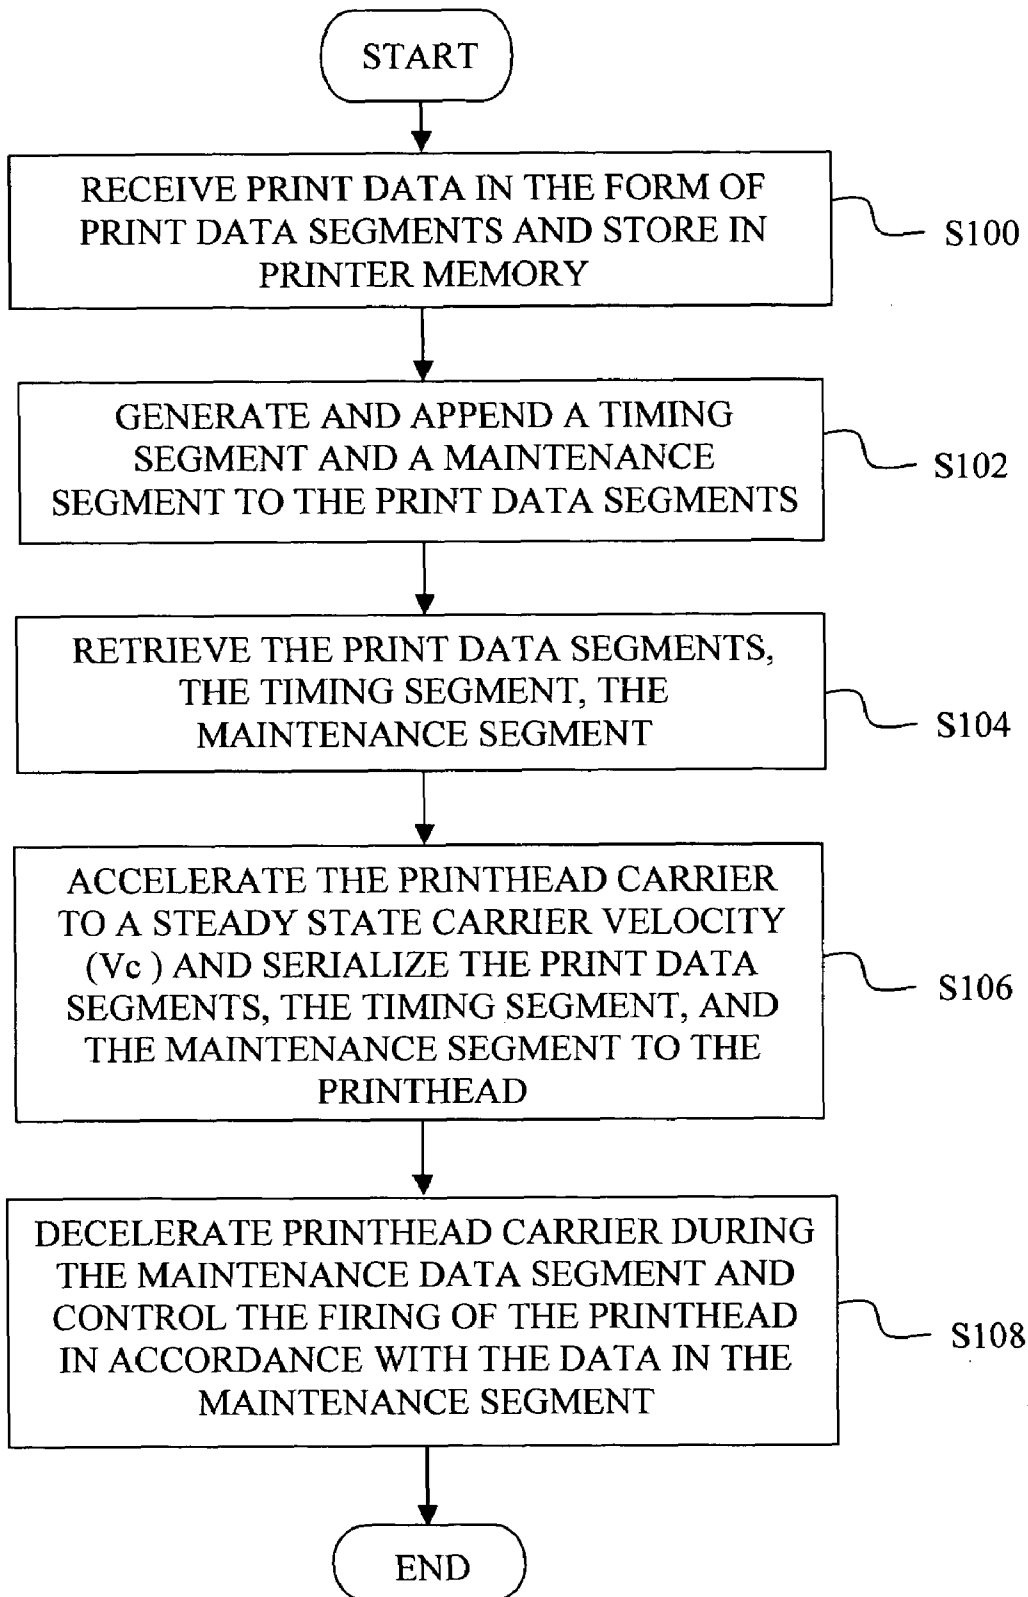 START
RECEIVE PRINT DATA IN THE FORM OF
PRINT DATA SEGMENTS AND STORE IN
PRINTER MEMORY
S100
GENERATE AND APPEND A TIMING
SEGMENT AND A MAINTENANCE
SEGMENT TO THE PRINT DATA SEGMENTS
S102
RETRIEVE THE PRINT DATA SEGMENTS,
THE TIMING SEGMENT, THE
MAINTENANCE SEGMENT
S104
ACCELERATE THE PRINTHEAD CARRIER
TO A STEADY STATE CARRIER VELOCITY
(Vc ) AND SERIALIZE THE PRINT DATA
SEGMENTS, THE TIMING SEGMENT, AND
THE MAINTENANCE SEGMENT TO THE
PRINTHEAD
S106
DECELERATE PRINTHEAD CARRIER DURING
THE MAINTENANCE DATA SEGMENT AND
CONTROL THE FIRING OF THE PRINTHEAD
IN ACCORDANCE WITH THE DATA IN THE
MAINTENANCE SEGMENT
S108
END